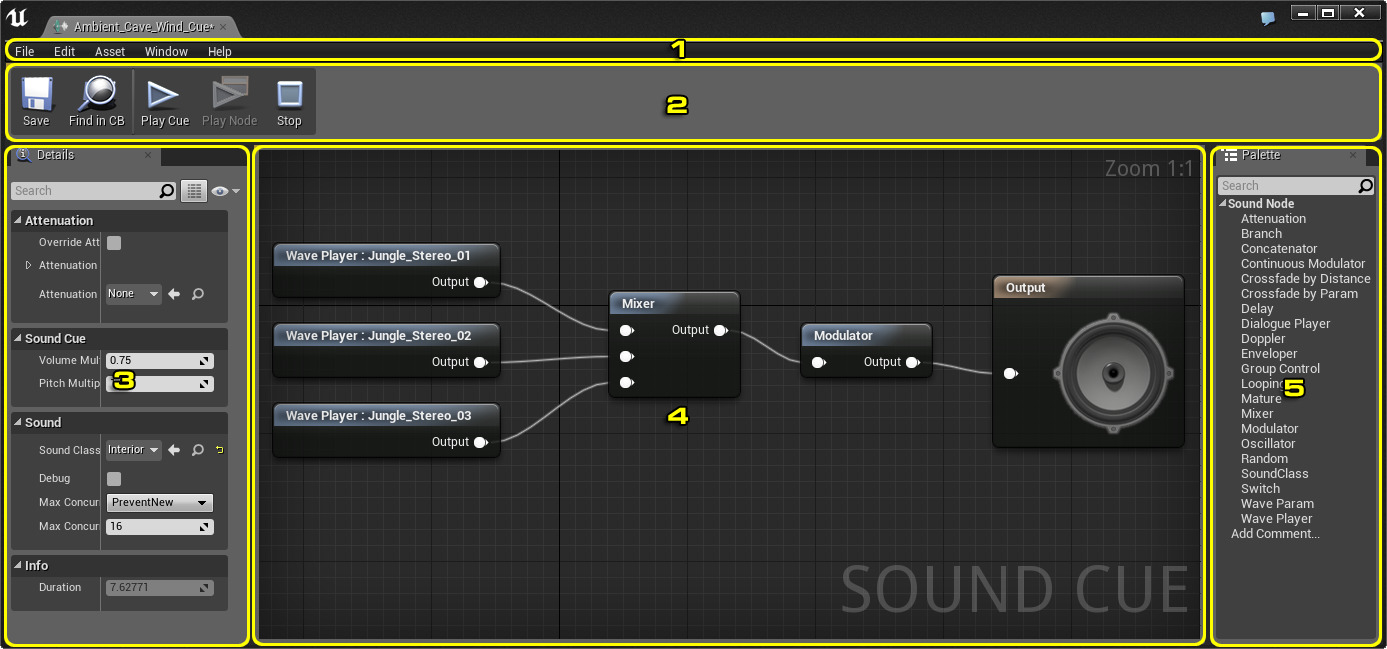 Ambient_Cave_Wind_Cue*
File Edit Asset Window Help
1
Save Find in CB Play Cue Play Node Stop
2
Details
Search
Attenuation
Override Att
Attenuation
Attenuation None
Sound Cue
Volume Mul 0.75
Pitch Multip
3
Sound
Sound Class Interior
Debug
Max Concur PreventNew
Max Concur 16
Info
Duration 7.62771
Zoom 1:1
Wave Player : Jungle_Stereo_01
Output
Wave Player : Jungle_Stereo_02
Output
Wave Player : Jungle_Stereo_03
Output
Mixer
Output
Modulator
Output
Output
4
SOUND CUE
Palette
Search
Sound Node
Attenuation
Branch
Concatenator
Continuous Modulator
Crossfade by Distance
Crossfade by Param
Delay
Dialogue Player
Doppler
Enveloper
Group Control
Looping
5
Mature
Mixer
Modulator
Oscillator
Random
SoundClass
Switch
Wave Param
Wave Player
Add Comment...